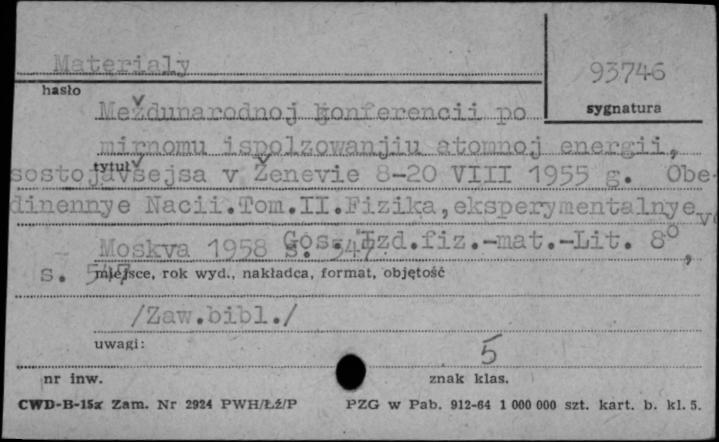 Materialy
93746
hasło
sygnatura
Meždunarodnoj konferencii po
mirnomu ispolzowanjiu atomnoj energii,
tytuł
sostojavšejsa v Ženevie 8-20 VIII 1955 g. Obe-
dinennye Nacii.Tom.II.Fizika,eksperymentalnye
Moskva 1958 Gos. Izd.fiz.-mat.-Lit. 8°,
s.
miejsce, rok wyd., nakładca, format, objętość
/Zaw.bibl./
uwagi:
5
nr inw.
znak klas.
CWD-B-15x Zam. Nr 2924 PWH/Łź/P
PZG w Pab. 912-64 1 000 000 szt. kart. b. kl. 5.